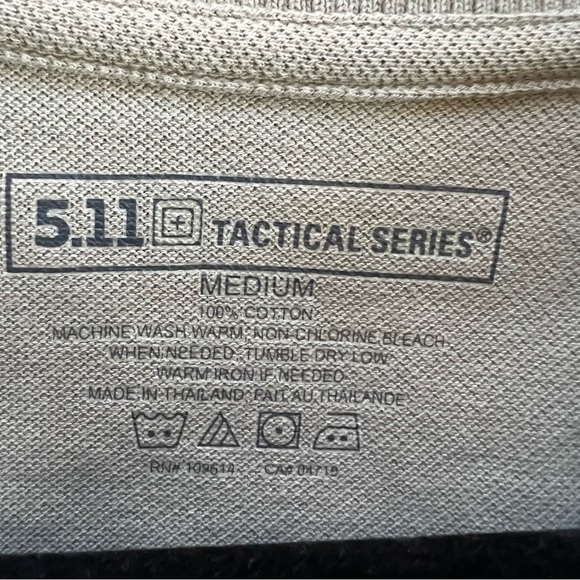 5.11 TACTICAL SERIES®
MEDIUM
100% COTTON
MACHINE WASH WARM, NON-CHLORINE BLEACH
WHEN NEEDED, TUMBLE DRY LOW
WARM IRON IF NEEDED
MADE IN THAILAND, FAIT AU THAILANDE
RN# 109614 CA#